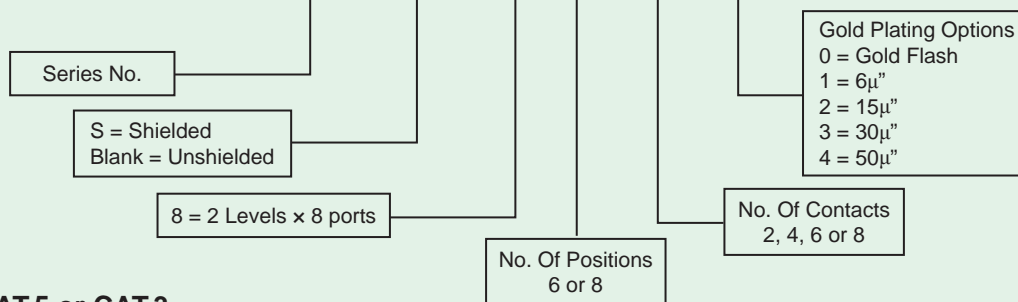 Gold Plating Options
0 = Gold Flash
1 = 6µ”
2 = 15µ”
3 = 30µ”
4 = 50µ”
Series No.
S = Shielded
Blank = Unshielded
8 = 2 Levels × 8 ports
No. Of Contacts
2, 4, 6 or 8
No. Of Positions
6 or 8